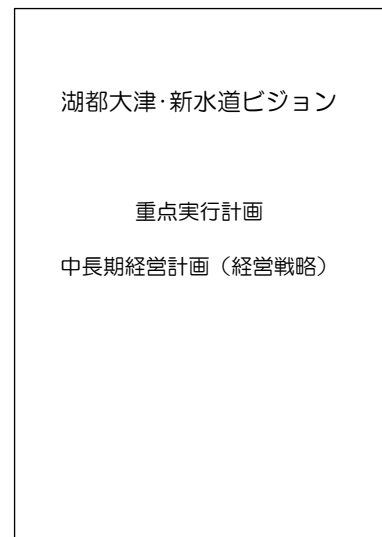 湖都大津・新水道ビジョン
重点実行計画
中長期経営計画（経営戦略）